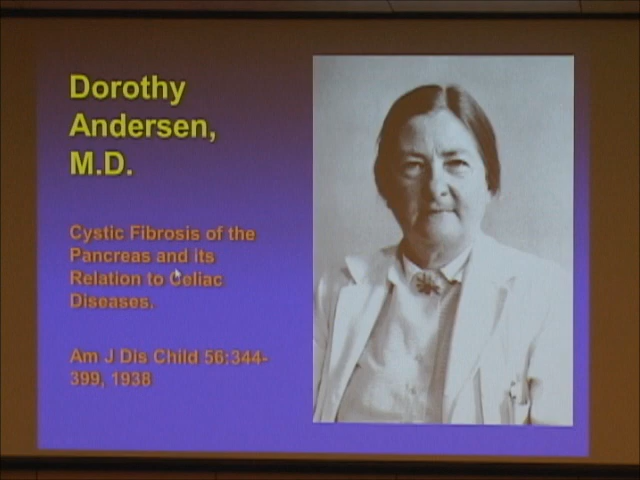 Dorothy
Andersen,
M.D.
Cystic Fibrosis of the
Pancreas and its
Relation to Celiac
Diseases.
Am J Dis Child 56:344-
399, 1938